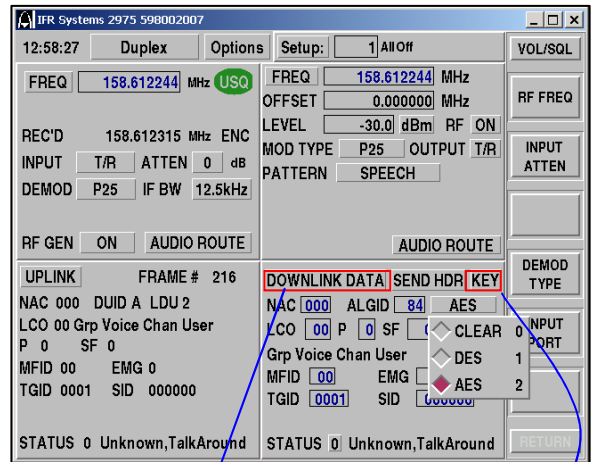 IFR Systems 2975 598002007
12:58:27 Duplex Options Setup: 1 All Off
VOL/SQL
FREQ 158.612244 MHz USQ
REC'D 158.612315 MHz ENC
INPUT T/R ATTEN 0 dB
DEMOD P25 IF BW 12.5kHz
RF GEN ON AUDIO ROUTE
FREQ 158.612244 MHz
OFFSET 0.000000 MHz
LEVEL -30.0 dBm RF ON
MOD TYPE P25 OUTPUT T/R
PATTERN SPEECH
AUDIO ROUTE
RF FREQ
INPUT
ATTEN
DEMOD
TYPE
UPLINK FRAME # 216
NAC 000 DUID A LDU 2
LCO 00 Grp Voice Chan User
P 0 SF 0
MFID 00 EMG 0
TGID 0001 SID 000000
STATUS 0 Unknown,TalkAround
DOWNLINK DATA SEND HDR KEY
NAC 000 ALGID 84 AES
LCO 00 P 0 SF
Grp Voice Chan User
MFID 00 EMG
TGID 0001 SID
STATUS 0 Unknown,TalkAround
CLEAR 0
DES 1
AES 2
PORT
RETURN